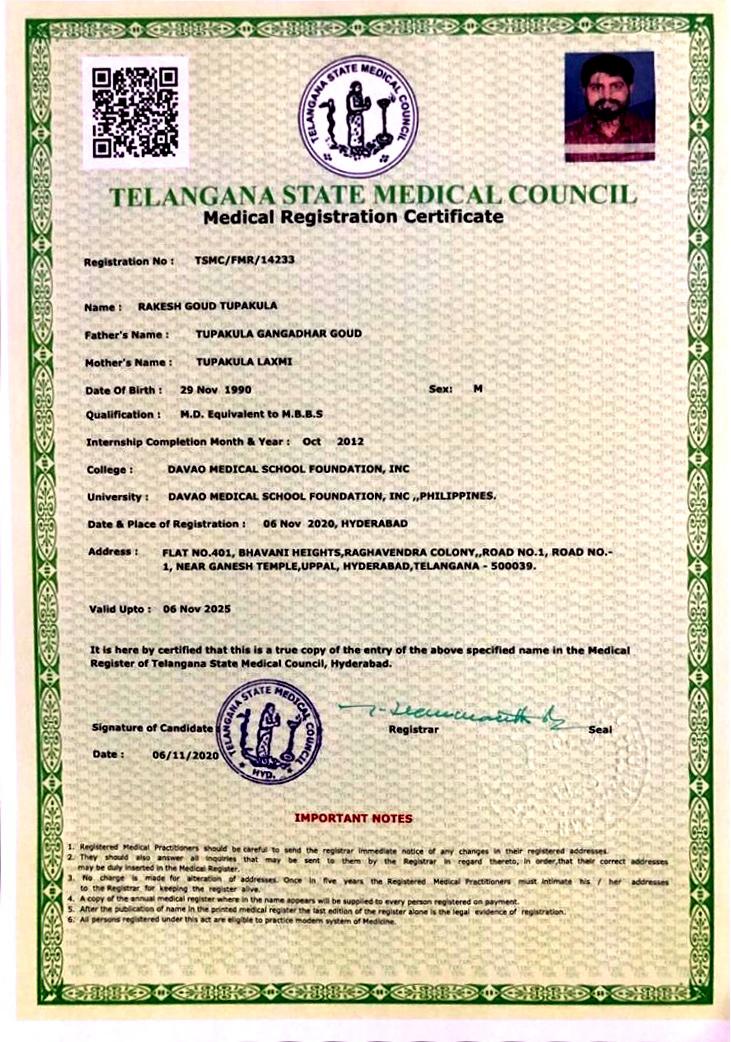 TELANGANA STATE MEDICAL COUNCIL
TELANGANA STATE MEDICAL COUNCIL
Medical Registration Certificate
Registration No : TSMC/FMR/14233
Name : RAKESH GOUD TUPAKULA
Father's Name : TUPAKULA GANGADHAR GOUD
Mother's Name : TUPAKULA LAXMI
Date Of Birth : 29 Nov 1990 Sex: M
Qualification : M.D. Equivalent to M.B.B.S
Internship Completion Month & Year : Oct 2012
College : DAVAO MEDICAL SCHOOL FOUNDATION, INC
University : DAVAO MEDICAL SCHOOL FOUNDATION, INC ,,PHILIPPINES.
Date & Place of Registration : 06 Nov 2020, HYDERABAD
Address : FLAT NO.401, BHAVANI HEIGHTS,RAGHAVENDRA COLONY,,ROAD NO.1, ROAD NO.-
1, NEAR GANESH TEMPLE,UPPAL, HYDERABAD,TELANGANA - 500039.
Valid Upto : 06 Nov 2025
It is here by certified that this is a true copy of the entry of the above specified name in the Medical
Register of Telangana State Medical Council, Hyderabad.
TELANGANA STATE MEDICAL COUNCIL
HYD.
Signature of Candidate Registrar Seal
Date : 06/11/2020
IMPORTANT NOTES
1. Registered Medical Practitioners should be careful to send the registrar immediate notice of any changes in their registered addresses.
2. They should also answer all inquiries that may be sent to them by the Registrar in regard thereto, in order,that their correct addresses
may be duly inserted in the Medical Register.
3. No charge is made for alteration of addresses. Once in five years the Registered Medical Practitioners must intimate his / her addresses
to the Registrar for keeping the register alive.
4. A copy of the annual medical register where in the name appears will be supplied to every person registered on payment.
5. After the publication of name in the printed medical register the last edition of the register alone is the legal evidence of registration.
6. All persons registered under this act are eligible to practice modern system of Medicine.